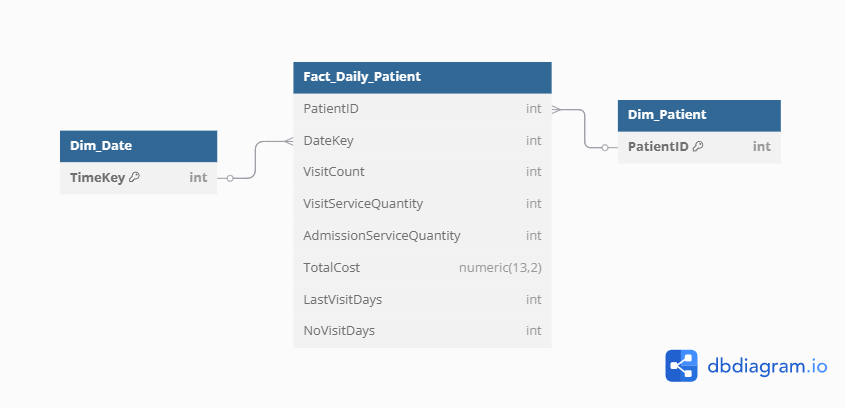 Dim_Date
TimeKey int
Fact_Daily_Patient
PatientID int
DateKey int
VisitCount int
VisitServiceQuantity int
AdmissionServiceQuantity int
TotalCost numeric(13,2)
LastVisitDays int
NoVisitDays int
Dim_Patient
PatientID int
dbdiagram.io